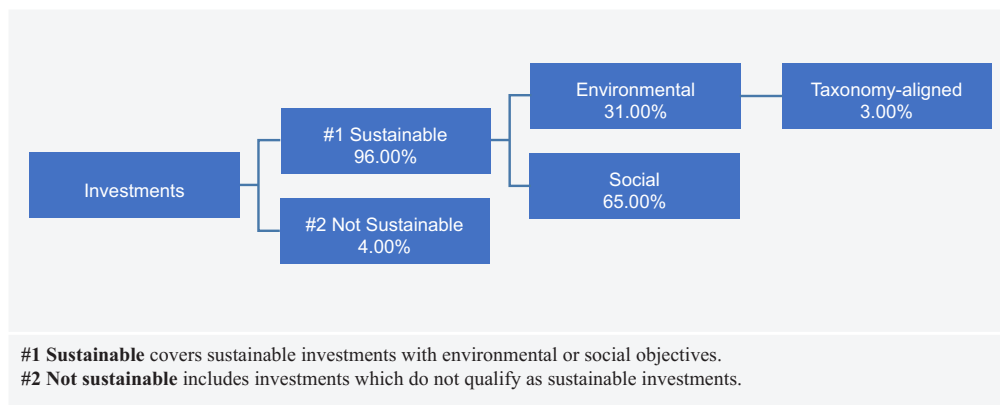 Investments
#1 Sustainable
96.00%
#2 Not Sustainable
4.00%
Environmental
31.00%
Social
65.00%
Taxonomy-aligned
3.00%
#1 Sustainable covers sustainable investments with environmental or social objectives.
#2 Not sustainable includes investments which do not qualify as sustainable investments.